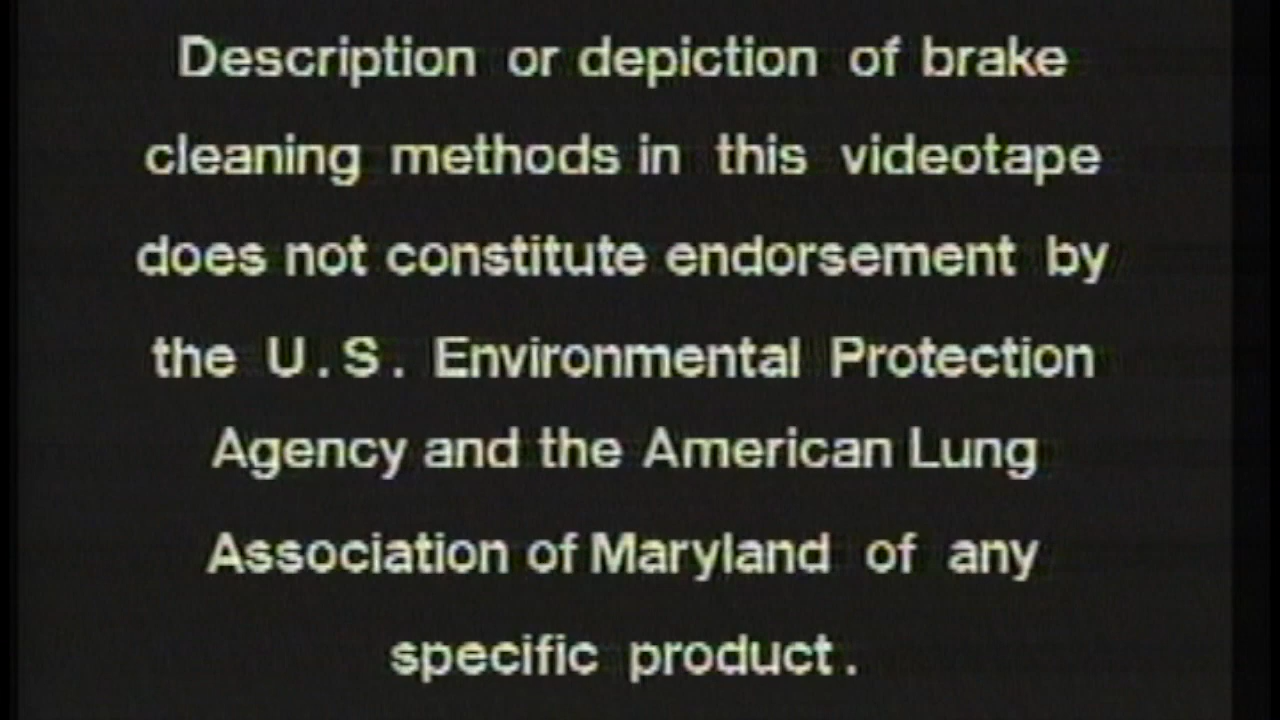 Description or depiction of brake
cleaning methods in this videotape
does not constitute endorsement by
the U.S. Environmental Protection
Agency and the American Lung
Association of Maryland of any
specific product.